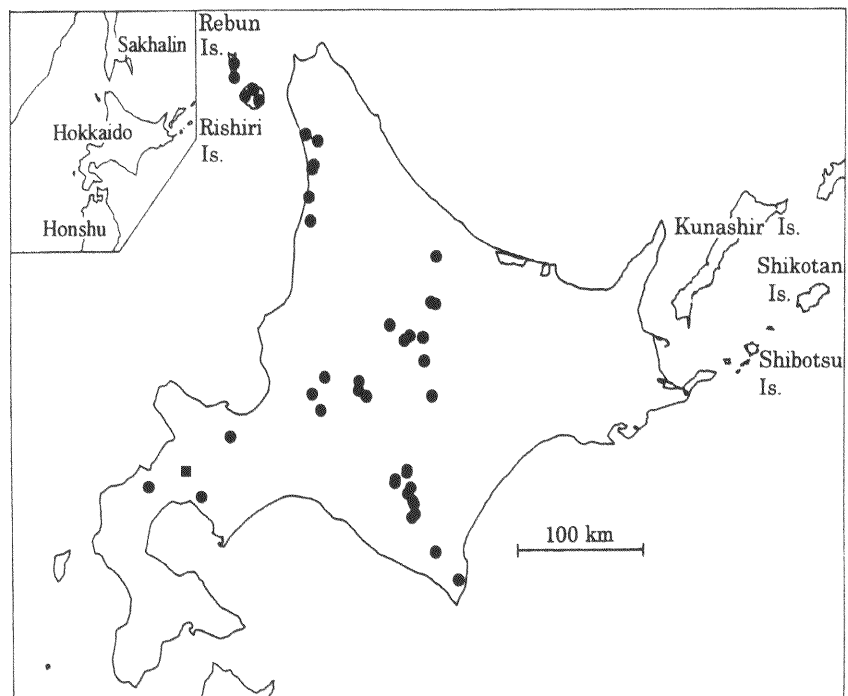 Rebun
Is.
Sakhalin
Hokkaido
Rishiri
Is.
Honshu
Kunashir Is.
Shikotan
Is.
Shibotsu
Is.
100 km